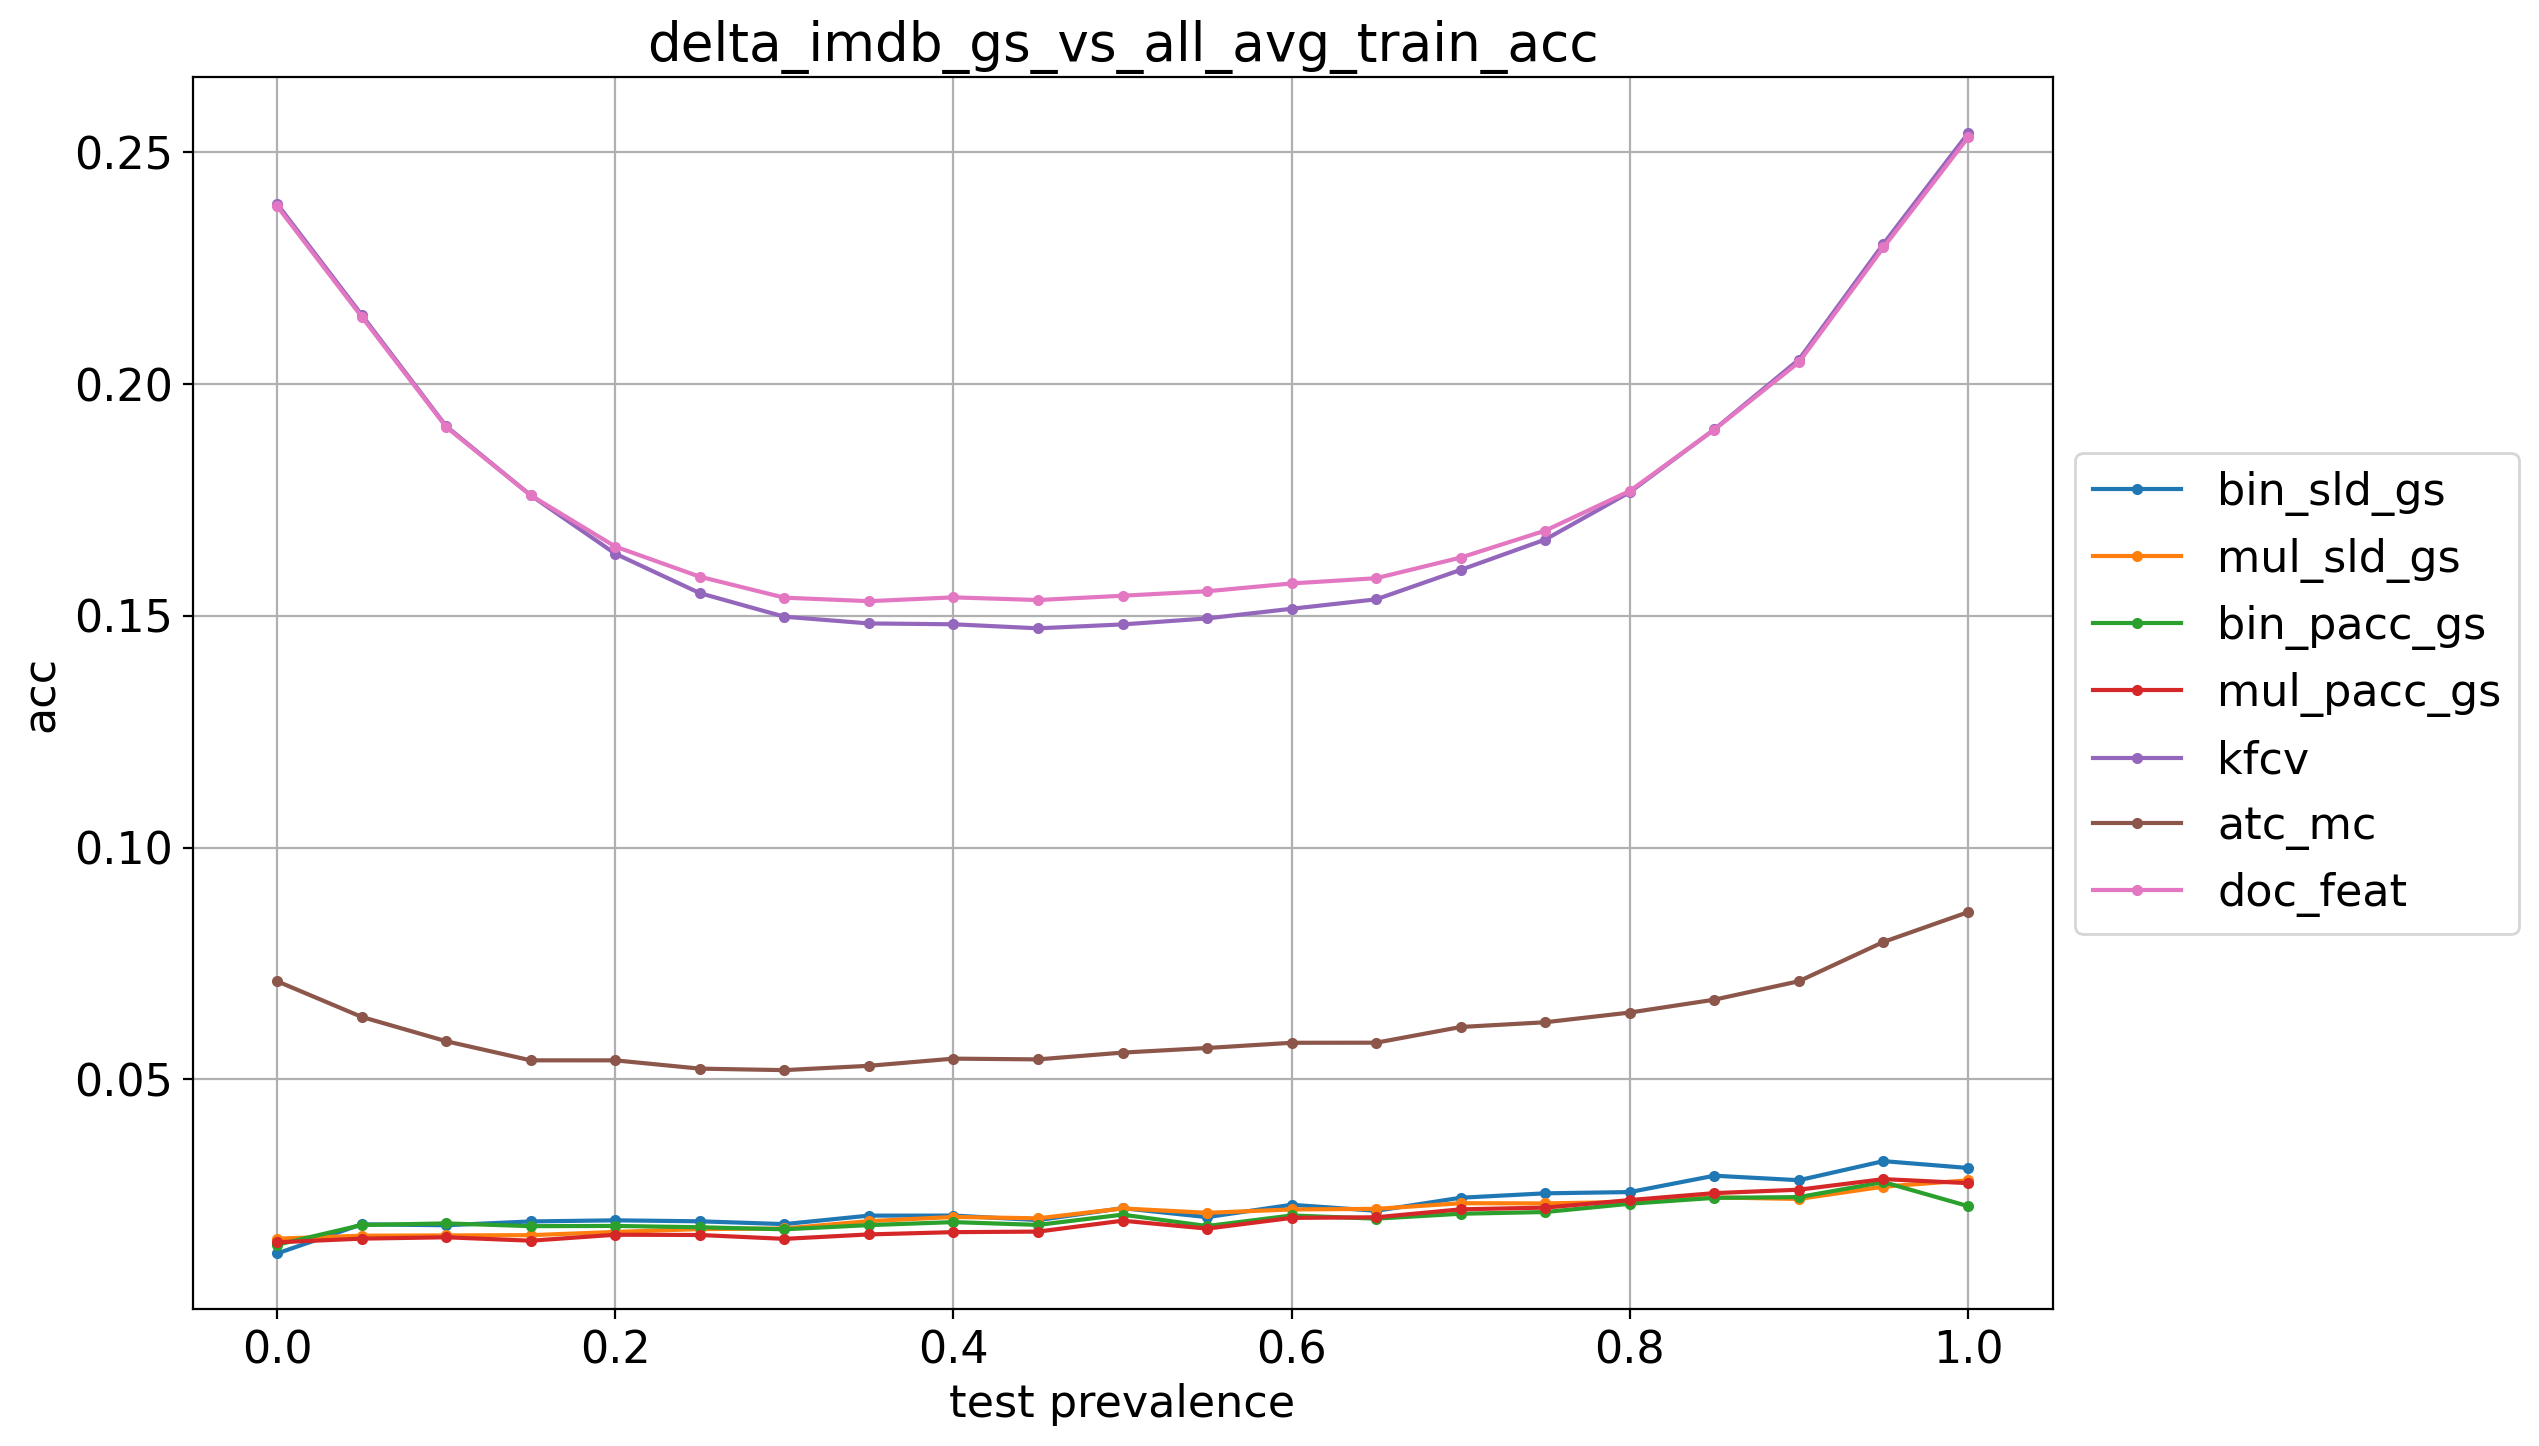 delta_imdb_gs_vs_all_avg_train_acc
0.25
0.20
0.15
0.10
0.05
acc
0.0 0.2 0.4 0.6 0.8 1.0
test prevalence
bin_sld_gs
mul_sld_gs
bin_pacc_gs
mul_pacc_gs
kfcv
atc_mc
doc_feat